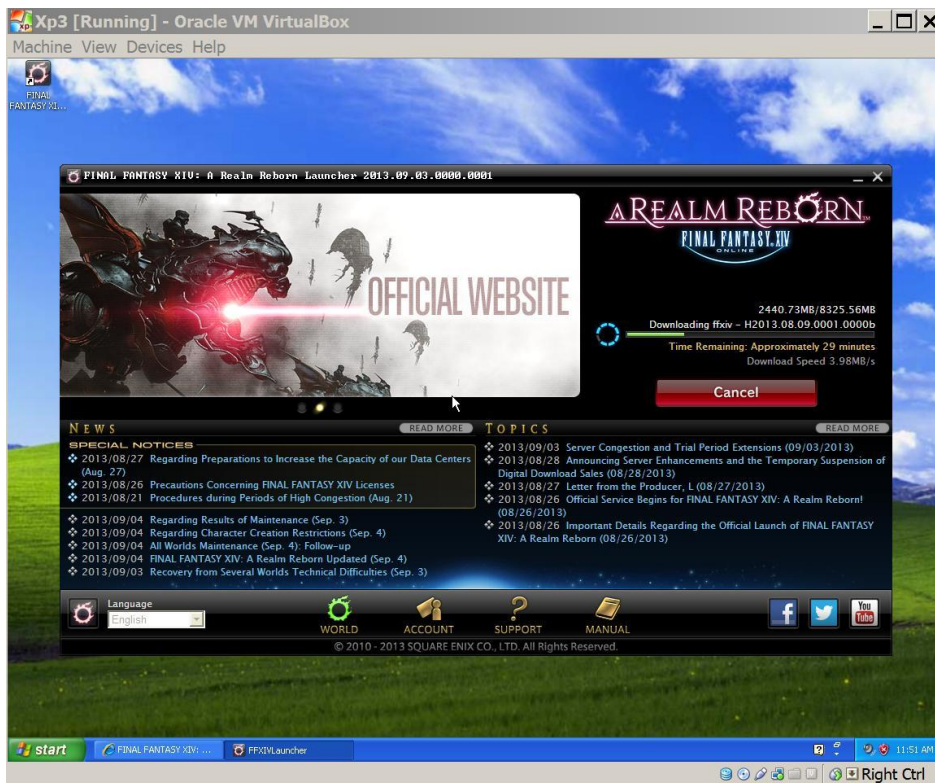 Xp3 [Running] - Oracle VM VirtualBox
Machine View Devices Help
FINAL
FANTASY XI...
FINAL FANTASY XIV: A Realm Reborn Launcher 2013.09.03.0000.0001
OFFICIAL WEBSITE
A REALM REBORN
FINAL FANTASY XIV
ONLINE
2440.73MB/8325.56MB
Downloading ffxiv - H2013.08.09.0001.0000b
Time Remaining: Approximately 29 minutes
Download Speed 3.98MB/s
Cancel
NEWS
READ MORE
SPECIAL NOTICES
2013/08/27 Regarding Preparations to Increase the Capacity of our Data Centers
(Aug. 27)
2013/08/26 Precautions Concerning FINAL FANTASY XIV Licenses
2013/08/21 Procedures during Periods of High Congestion (Aug. 21)
2013/09/04 Regarding Results of Maintenance (Sep. 3)
2013/09/04 Regarding Character Creation Restrictions (Sep. 4)
2013/09/04 All Worlds Maintenance (Sep. 4): Follow-up
2013/09/04 FINAL FANTASY XIV: A Realm Reborn Updated (Sep. 4)
2013/09/03 Recovery from Several Worlds Technical Difficulties (Sep. 3)
TOPICS
READ MORE
2013/09/03 Server Congestion and Trial Period Extensions (09/03/2013)
2013/08/28 Announcing Server Enhancements and the Temporary Suspension of
Digital Download Sales (08/28/2013)
2013/08/27 Letter from the Producer, L (08/27/2013)
2013/08/26 Official Service Begins for FINAL FANTASY XIV: A Realm Reborn!
(08/26/2013)
2013/08/26 Important Details Regarding the Official Launch of FINAL FANTASY
XIV: A Realm Reborn (08/26/2013)
Language
English
WORLD
ACCOUNT
SUPPORT
MANUAL
You
Tube
© 2010 - 2013 SQUARE ENIX CO., LTD. All Rights Reserved.
start
FINAL FANTASY XIV: ...
FFXIVLauncher
11:51 AM
Right Ctrl